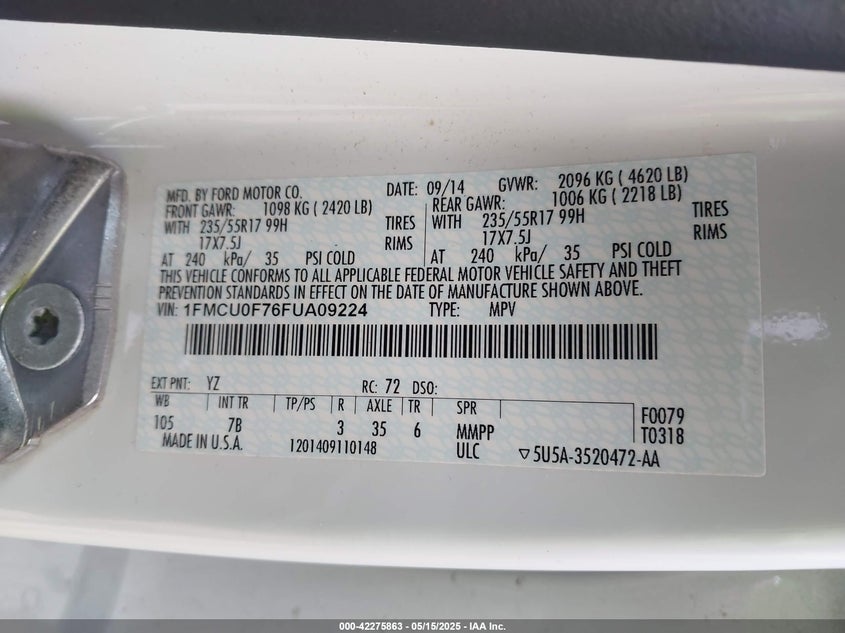 MFD. BY FORD MOTOR CO. DATE: 09/14 GVWR: 2096 KG ( 4620 LB)
FRONT GAWR: 1098 KG ( 2420 LB) REAR GAWR: 1006 KG ( 2218 LB)
WITH 235/55R17 99H TIRES WITH 235/55R17 99H TIRES
17X7.5J RIMS 17X7.5J RIMS
AT 240 kPa/ 35 PSI COLD AT 240 kPa/ 35 PSI COLD
THIS VEHICLE CONFORMS TO ALL APPLICABLE FEDERAL MOTOR VEHICLE SAFETY AND THEFT
PREVENTION STANDARDS IN EFFECT ON THE DATE OF MANUFACTURE SHOWN ABOVE.
VIN: 1FMCU0F76FUA09224 TYPE: MPV
EXT PNT: YZ RC: 72 DSO:
WB INT TR TP/PS R AXLE TR SPR F0079
105 7B 3 35 6 MMPP T0318
MADE IN U.S.A. 1201409110148 ULC ▽5U5A-3520472-AA
000-42275863 - 05/15/2025 - IAA Inc.